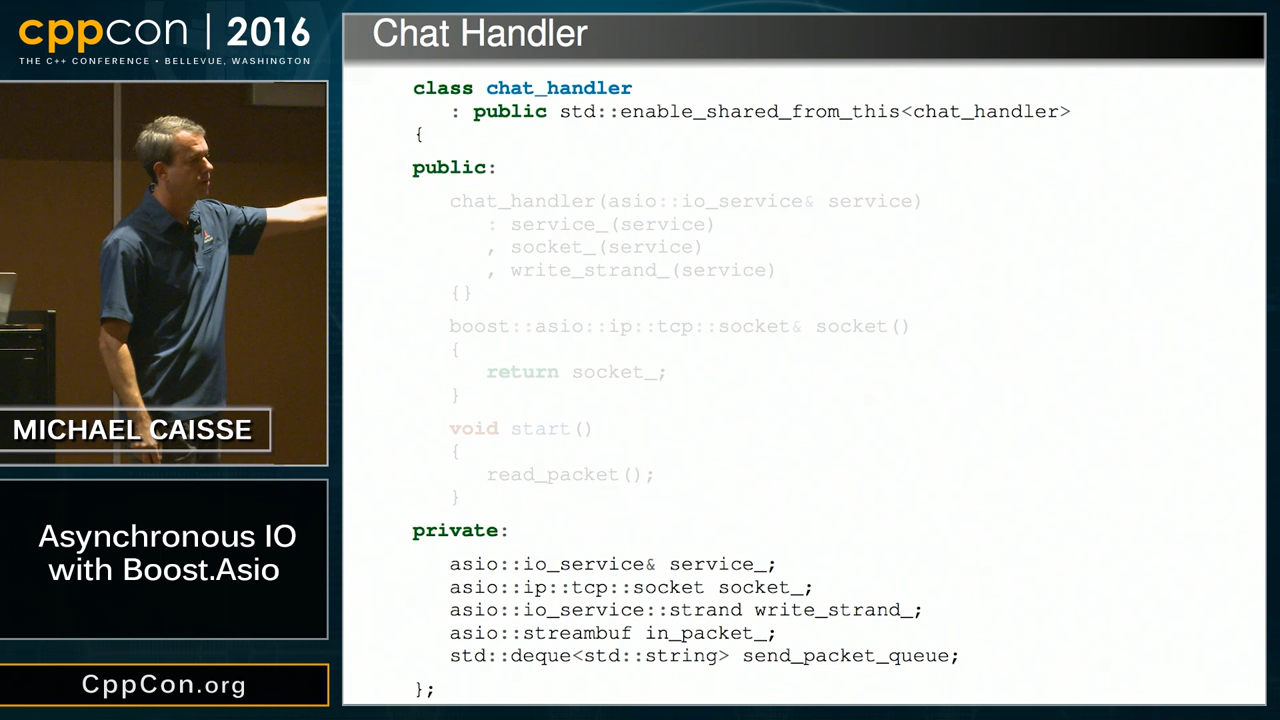 cppcon | 2016
THE C++ CONFERENCE • BELLEVUE, WASHINGTON
MICHAEL CAISSE
Asynchronous IO
with Boost.Asio
CppCon.org
Chat Handler
class chat_handler
: public std::enable_shared_from_this<chat_handler>
{
public:
chat_handler(asio::io_service& service)
: service_(service)
, socket_(service)
, write_strand_(service)
{}
boost::asio::ip::tcp::socket& socket()
{
return socket_;
}
void start()
{
read_packet();
}
private:
asio::io_service& service_;
asio::ip::tcp::socket socket_;
asio::io_service::strand write_strand_;
asio::streambuf in_packet_;
std::deque<std::string> send_packet_queue;
};